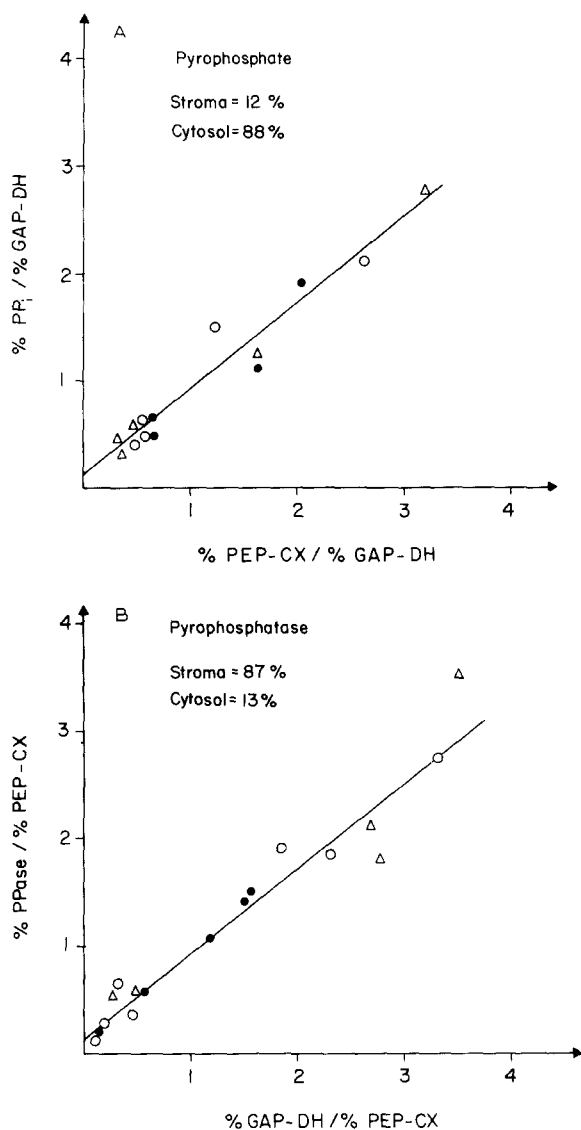 A
Pyrophosphate
Stroma = 12 %
Cytosol = 88 %
4
3
2
1
% PPi / % GAP-DH
1 2 3 4
% PEP-CX / % GAP-DH
B
Pyrophosphatase
Stroma = 87 %
Cytosol = 13 %
4
3
2
1
% PPase / % PEP-CX
1 2 3 4
% GAP-DH / % PEP-CX